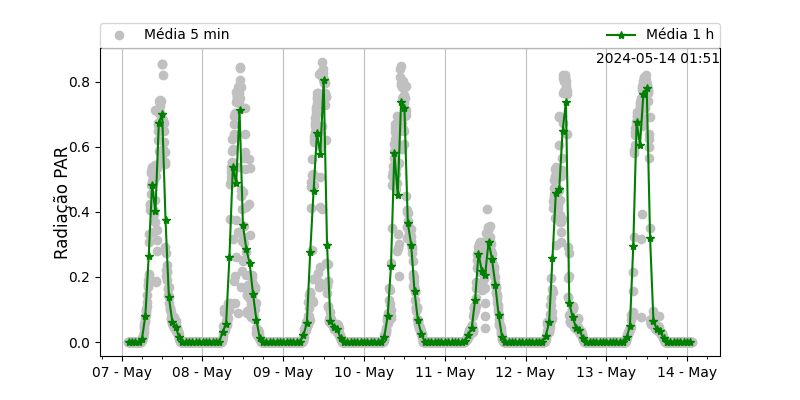 Média 5 min
Média 1 h
2024-05-14 01:51
Radiação PAR
0.8
0.6
0.4
0.2
0.0
07 - May
08 - May
09 - May
10 - May
11 - May
12 - May
13 - May
14 - May